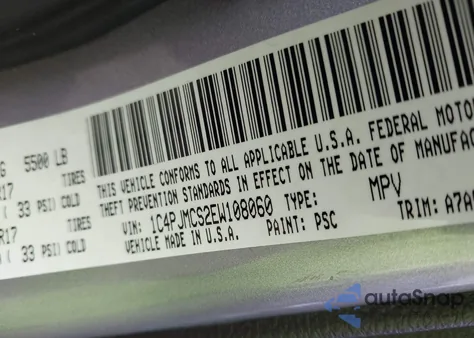 G 5500 LB
R17 TIRES
( 33 PSI) COLD
R17 TIRES
( 33 PSI) COLD
THIS VEHICLE CONFORMS TO ALL APPLICABLE U.S.A. FEDERAL MOTO
THEFT PREVENTION STANDARDS IN EFFECT ON THE DATE OF MANUFAC
VIN: 1C4PJMCS2EW108060 TYPE: MPV
VEHICLE MADE IN U.S.A. PAINT: PSC TRIM: A7A
autoSnap